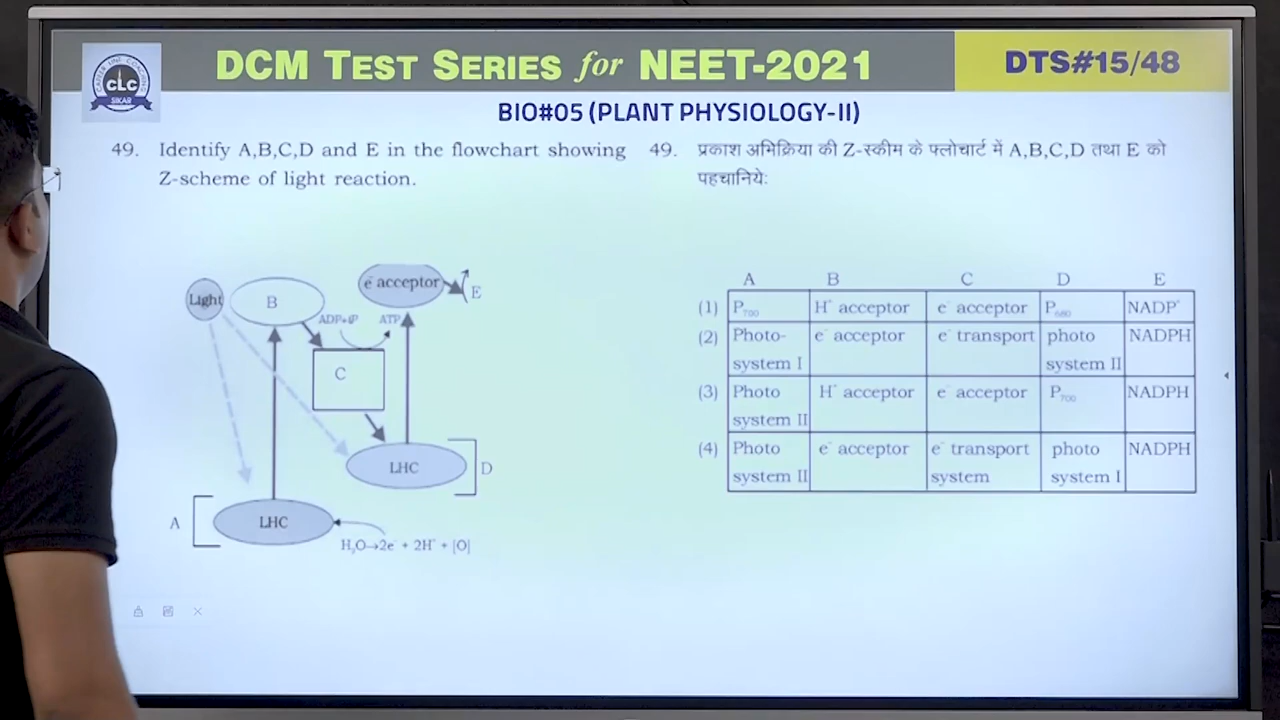 DCM TEST SERIES for NEET-2021
DTS#15/48
CLC
SIKAR
BIO#05 (PLANT PHYSIOLOGY-II)
49. Identify A,B,C,D and E in the flowchart showing
Z-scheme of light reaction.
49. प्रकाश अभिक्रिया की Z-स्कीम के फ्लोचार्ट में A,B,C,D तथा E को
पहचानिये:
Light
B
e⁻ acceptor
E
ADP+iP
ATP
C
LHC
D
A
LHC
H₂O→2e⁻ + 2H⁺ + [O]
A B C D E
(1) P₇₀₀ H⁺ acceptor e⁻ acceptor P₆₈₀ NADP⁺
(2) Photo- e⁻ acceptor e⁻ transport photo NADPH
system I system II
(3) Photo H⁺ acceptor e⁻ acceptor P₇₀₀ NADPH
system II
(4) Photo e⁻ acceptor e⁻ transport photo NADPH
system II system system I